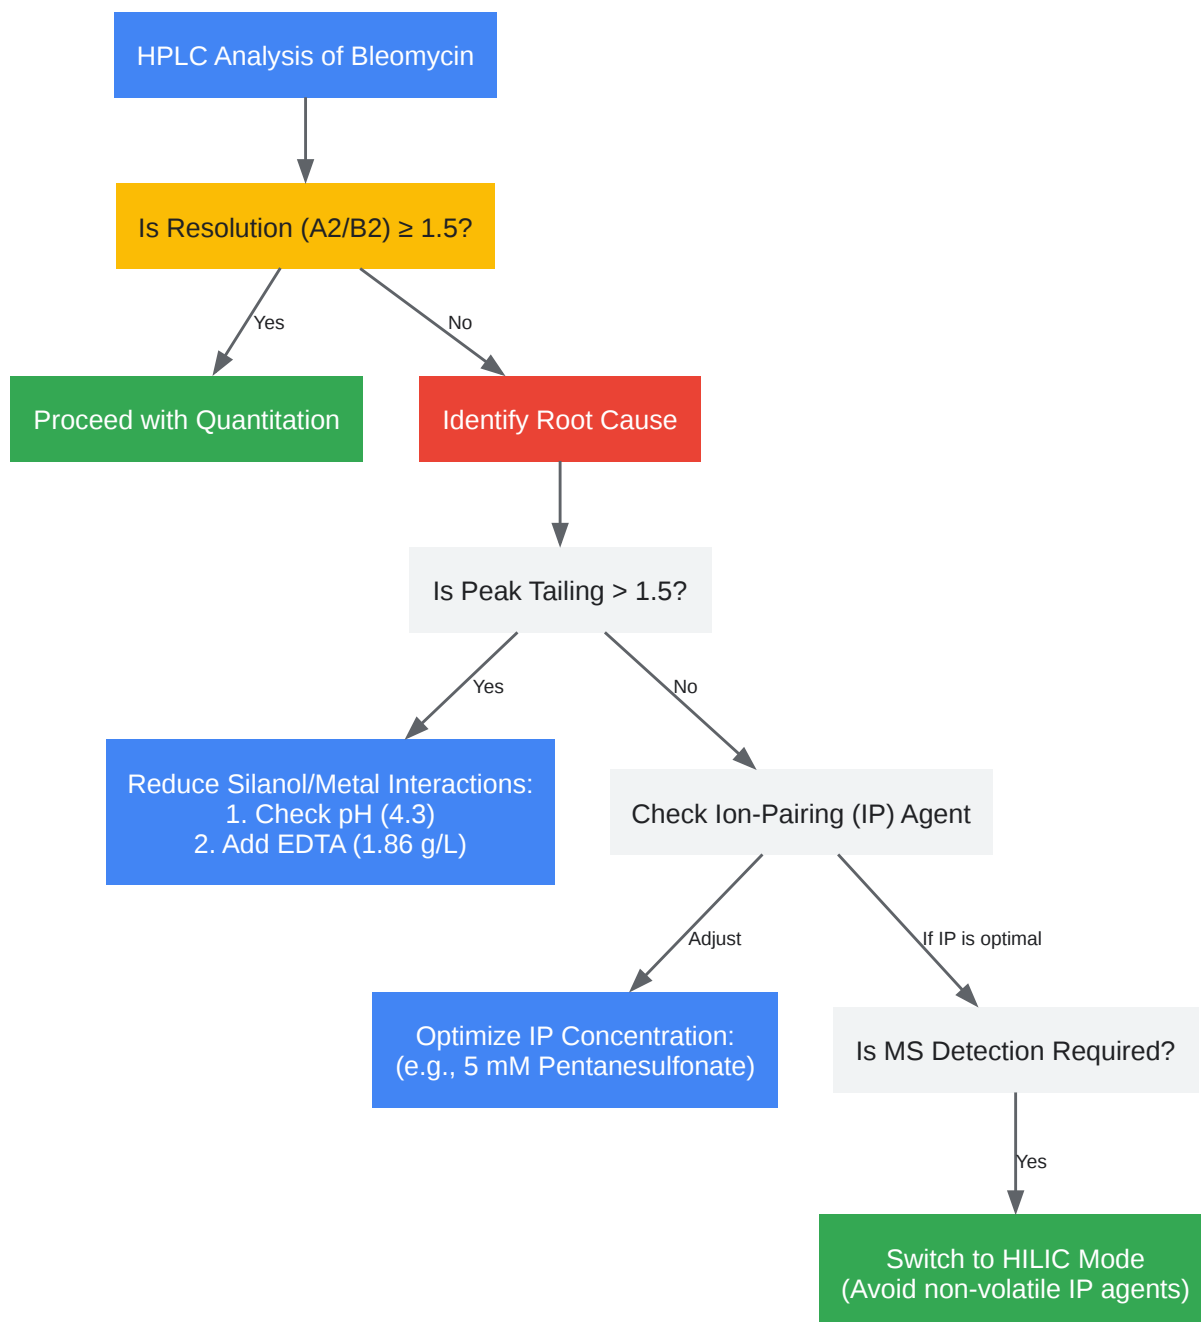 HPLC Analysis of Bleomycin
Is Resolution (A2/B2) ≥ 1.5?
Yes
No
Proceed with Quantitation
Identify Root Cause
Is Peak Tailing > 1.5?
Yes
No
Reduce Silanol/Metal Interactions:
1. Check pH (4.3)
2. Add EDTA (1.86 g/L)
Check Ion-Pairing (IP) Agent
Adjust
If IP is optimal
Optimize IP Concentration:
(e.g., 5 mM Pentanesulfonate)
Is MS Detection Required?
Yes
Switch to HILIC Mode
(Avoid non-volatile IP agents)